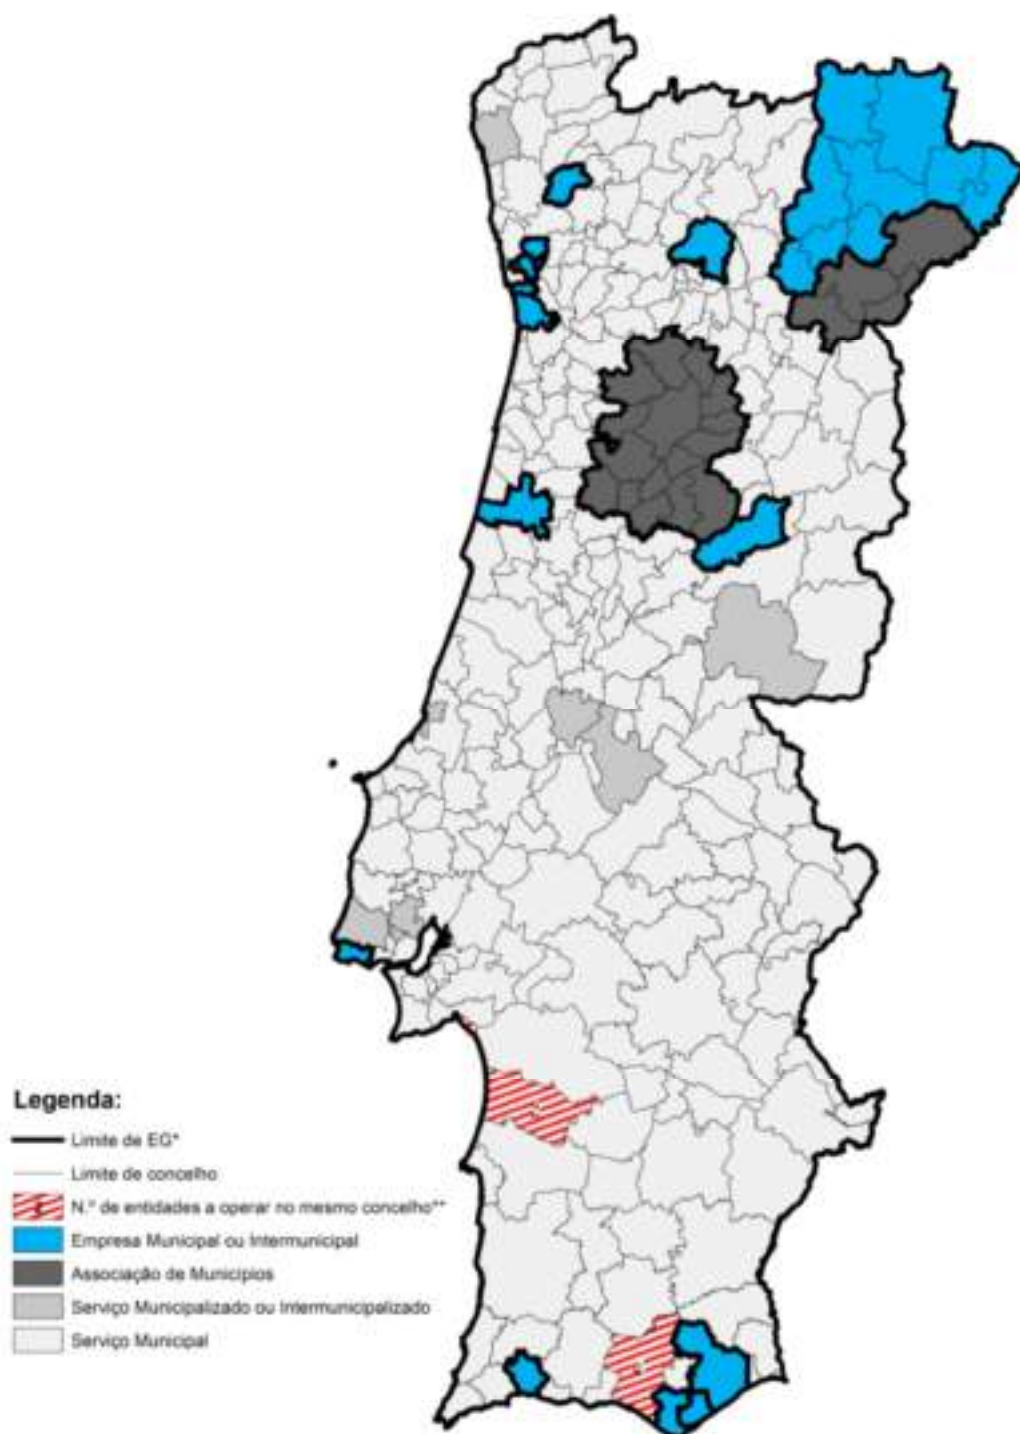 Legenda:
Limite de EG*
Limite de concelho
N.º de entidades a operar no mesmo concelho**
Empresa Municipal ou Intermunicipal
Associação de Municípios
Serviço Municipalizado ou Intermunicipalizado
Serviço Municipal